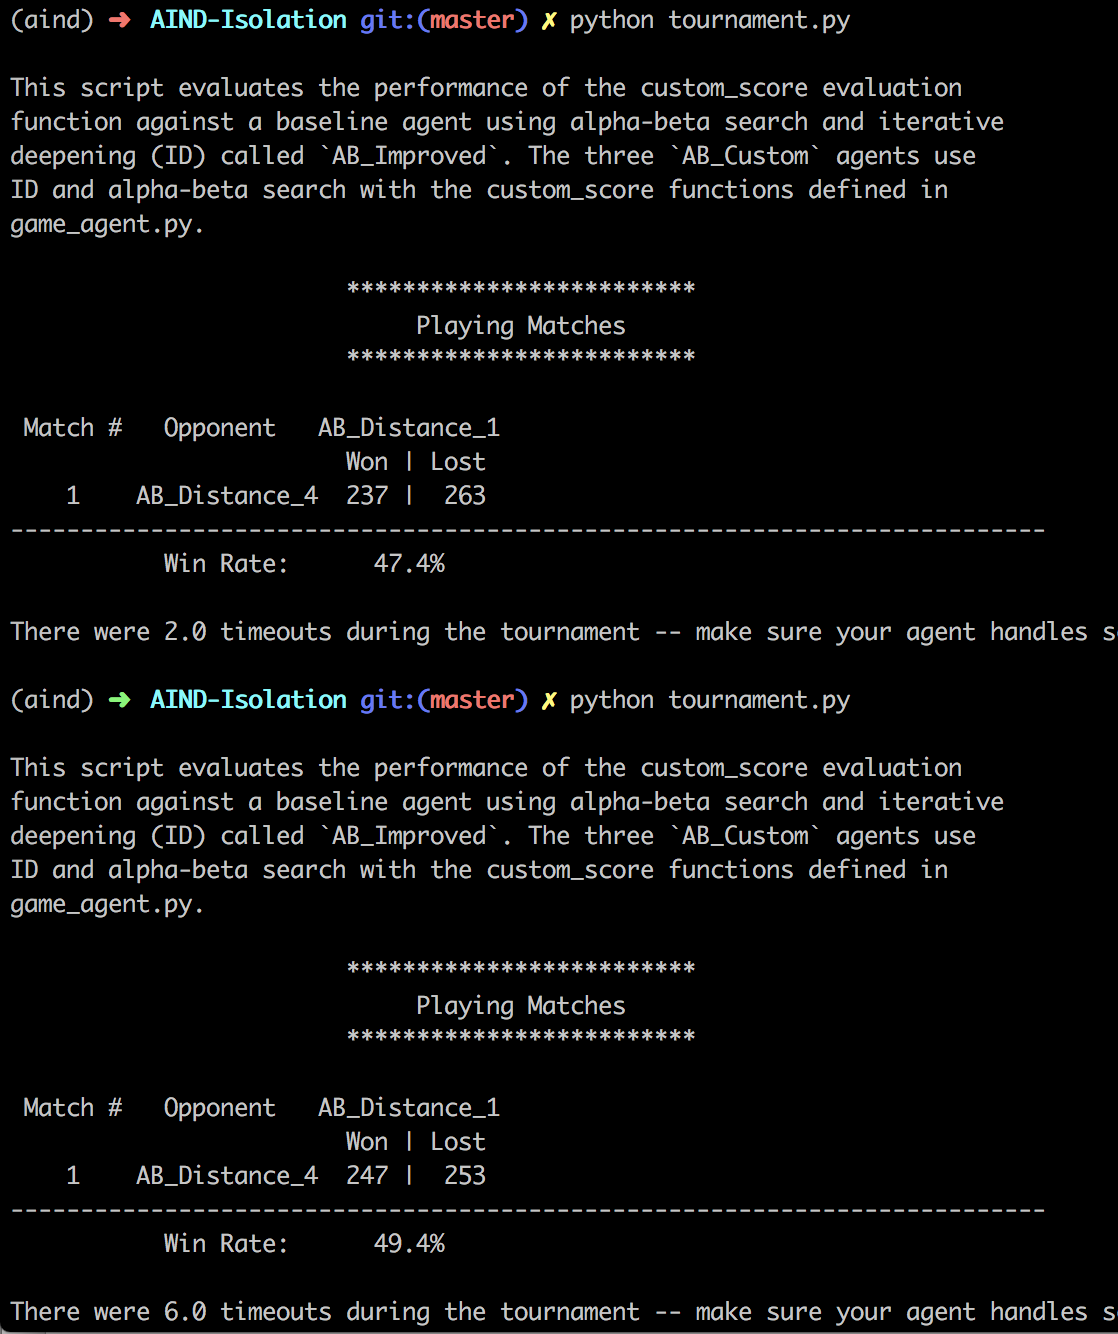 (aind) ➜ AIND-Isolation git:(master) ✗ python tournament.py
This script evaluates the performance of the custom_score evaluation
function against a baseline agent using alpha-beta search and iterative
deepening (ID) called `AB_Improved`. The three `AB_Custom` agents use
ID and alpha-beta search with the custom_score functions defined in
game_agent.py.
*************************
Playing Matches
*************************
Match # Opponent AB_Distance_1
Won | Lost
1 AB_Distance_4 237 | 263
--------------------------------------------------------------------------
Win Rate: 47.4%
There were 2.0 timeouts during the tournament -- make sure your agent handles
(aind) ➜ AIND-Isolation git:(master) ✗ python tournament.py
This script evaluates the performance of the custom_score evaluation
function against a baseline agent using alpha-beta search and iterative
deepening (ID) called `AB_Improved`. The three `AB_Custom` agents use
ID and alpha-beta search with the custom_score functions defined in
game_agent.py.
*************************
Playing Matches
*************************
Match # Opponent AB_Distance_1
Won | Lost
1 AB_Distance_4 247 | 253
--------------------------------------------------------------------------
Win Rate: 49.4%
There were 6.0 timeouts during the tournament -- make sure your agent handles